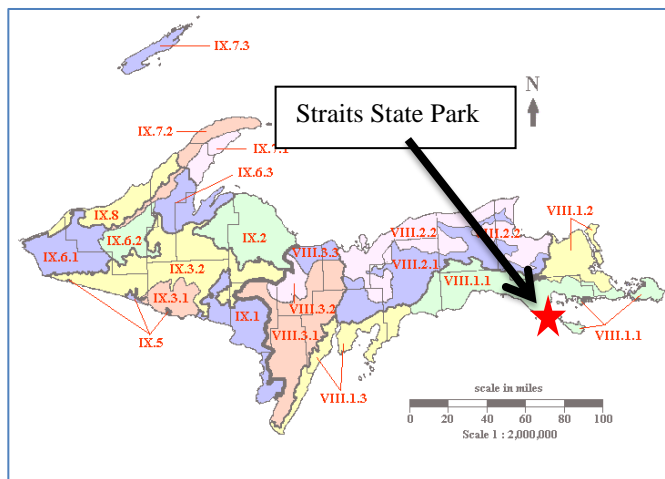 IX.7.3
N
Straits State Park
IX.7.2
IX.7.1
IX.6.3
VIII.1.2
IX.8
VIII.2.2
VIII.2.2
IX.6.2
IX.2
VIII.3.3
IX.6.1
VIII.2.1
IX.3.2
VIII.1.1
IX.3.1
VIII.3.2
IX.1
VIII.3.1
VIII.1.1
IX.5
VIII.1.3
scale in miles
0 20 40 60 80 100
Scale 1 : 2,000,000